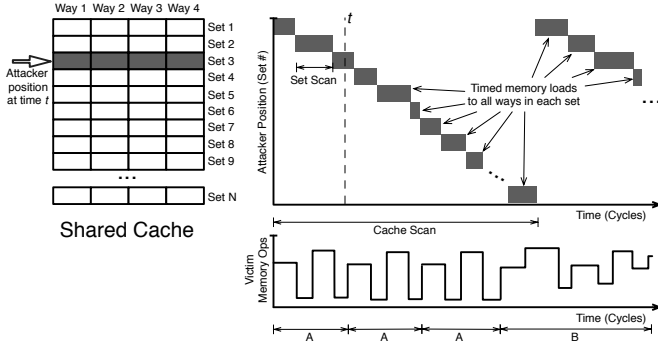 Way 1 Way 2 Way 3 Way 4
Set 1
Set 2
Set 3
Set 4
Set 5
Set 6
Set 7
Set 8
Set 9
...
Set N
Attacker
position
at time t
Shared Cache
Attacker Position (Set #)
t
Set Scan
Timed memory loads
to all ways in each set
...
...
Time (Cycles)
Cache Scan
Victim
Memory Ops
Time (Cycles)
A A A B